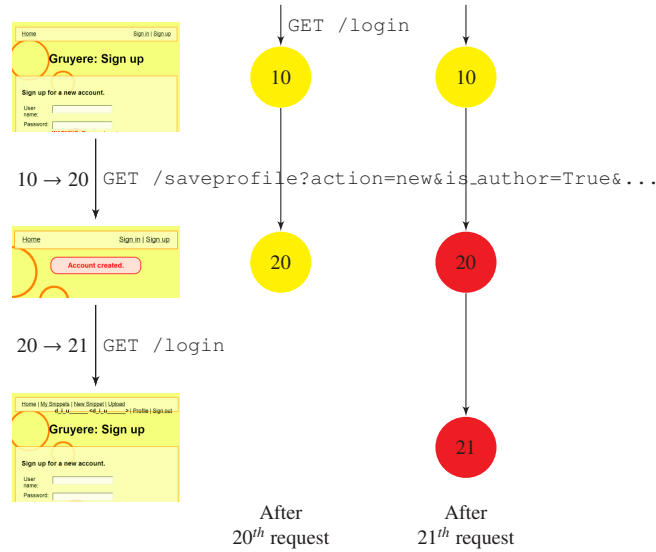 Home Sign in | Sign up
Gruyere: Sign up
Sign up for a new account.
User name:
Password:
GET /login
10
10
10 → 20 GET /saveprofile?action=new&is_author=True&...
Home Sign in | Sign up
Account created.
20
20
20 → 21 GET /login
Home | My Snippets | New Snippet | Upload
d_i_u______ <d_i_u______> | Profile | Sign out
Gruyere: Sign up
Sign up for a new account.
User name:
Password:
21
After
20th request
After
21th request